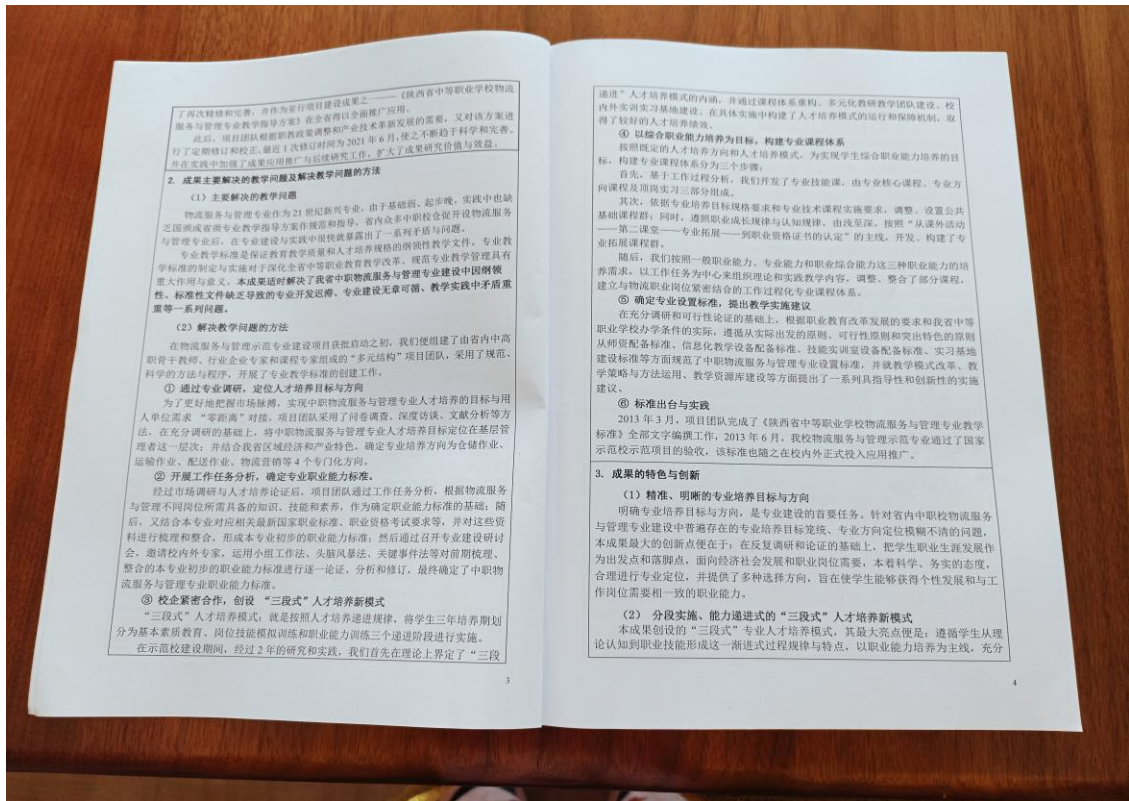 了再次精修和完善，并作为亚行项目建设成果之一——《陕西省中等职业学校物流
服务与管理专业教学指导方案》在全省得以全面推广应用。
此后，项目团队根据职教政策调整和产业技术革新发展的需要，又对该方案进
行了定期修订和校正。最近1次修订时间为2021年6月，使之不断趋于科学和完善。
并在实践中加强了成果应用推广与后续研究工作，扩大了成果研究价值与效益。
2. 成果主要解决的教学问题及解决教学问题的方法
（1）主要解决的教学问题
物流服务与管理专业作为21世纪新兴专业，由于基础弱、起步晚，实践中也缺
乏国颁或省颁专业教学指导方案作规范和指导，省内众多中职校仓促开设物流服务
与管理专业后，在专业建设与实践中很快就暴露出了一系列矛盾与问题。
专业教学标准是保证教育教学质量和人才培养规格的纲领性教学文件，专业教
学标准的制定与实施对于深化全省中等职业教育教学改革、规范专业教学管理具有
重大作用与意义。本成果适时解决了我省中职物流服务与管理专业建设中因纲领
性、标准性文件缺乏导致的专业开发迟滞、专业建设无章可循、教学实践中矛盾重
重等一系列问题。
（2）解决教学问题的方法
在物流服务与管理示范专业建设项目获批启动之初，我们便组建了由省内中高
职骨干教师、行业企业专家和课程专家组成的“多元结构”项目团队，采用了规范、
科学的方法与程序，开展了专业教学标准的创建工作。
① 通过专业调研，定位人才培养目标与方向
为了更好地把握市场脉搏，实现中职物流服务与管理专业人才培养的目标与用
人单位需求 “零距离”对接，项目团队采用了问卷调查、深度访谈、文献分析等方
法，在充分调研的基础上，将中职物流服务与管理专业人才培养目标定位在基层管
理者这一层次；并结合我省区域经济和产业特色，确定专业培养方向为仓储作业、
运输作业、配送作业、物流营销等4个专门化方向。
② 开展工作任务分析，确定专业职业能力标准。
经过市场调研与人才培养论证后，项目团队通过工作任务分析，根据物流服务
与管理不同岗位所需具备的知识、技能和素养，作为确定职业能力标准的基础；随
后，又结合本专业对应相关最新国家职业标准、职业资格考试要求等，并对这些资
料进行梳理和整合，形成本专业初步的职业能力标准；然后通过召开专业建设研讨
会，邀请校内外专家，运用小组工作法、头脑风暴法、关键事件法等对前期梳理、
整合的本专业初步的职业能力标准进行逐一论证、分析和修订，最终确定了中职物
流服务与管理专业职业能力标准。
③ 校企紧密合作，创设 “三段式”人才培养新模式
“三段式”人才培养模式：就是按照人才培养递进规律，将学生三年培养期划
分为基本素质教育、岗位技能模拟训练和职业能力训练三个递进阶段进行实施。
在示范校建设期间，经过2年的研究和实践，我们首先在理论上界定了“三段
3
递进”人才培养模式的内涵，并通过课程体系重构、多元化教研教学团队建设、校
内外实训实习基地建设，在具体实施中构建了人才培养模式的运行和保障机制，取
得了较好的人才培养绩效。
④ 以综合职业能力培养为目标，构建专业课程体系
按照既定的人才培养方向和人才培养模式，为实现学生综合职业能力培养的目
标，构建专业课程体系分为三个步骤：
首先，基于工作过程分析，我们开发了专业技能课，由专业核心课程、专业方
向课程及顶岗实习三部分组成。
其次，依据专业培养目标规格要求和专业技术课程实施要求，调整、设置公共
基础课程群；同时，遵照职业成长规律与认知规律，由浅至深，按照“从课外活动
——第二课堂——专业拓展——到职业资格证书的认定”的主线，开发、构建了专
业拓展课程群。
随后，我们按照一般职业能力、专业能力和职业综合能力这三种职业能力的培
养需求，以工作任务为中心来组织理论和实践教学内容，调整、整合了部分课程，
建立与物流职业岗位紧密结合的工作过程化专业课程体系。
⑤ 确定专业设置标准，提出教学实施建议
在充分调研和可行性论证的基础上，根据职业教育改革发展的要求和我省中等
职业学校办学条件的实际，遵循从实际出发的原则、可行性原则和突出特色的原则
从师资配备标准、信息化教学设备配备标准、技能实训室设备配备标准、实习基地
建设标准等方面规范了中职物流服务与管理专业设置标准，并就教学模式改革、教
学策略与方法运用、教学资源库建设等方面提出了一系列具指导性和创新性的实施
建议。
⑥ 标准出台与实践
2013年3月，项目团队完成了《陕西省中等职业学校物流服务与管理专业教学
标准》全部文字编撰工作，2013年6月，我校物流服务与管理示范专业通过了国家
示范校示范项目的验收，该标准也随之在校内外正式投入应用推广。
3. 成果的特色与创新
（1）精准、明晰的专业培养目标与方向
明确专业培养目标与方向，是专业建设的首要任务。针对省内中职校物流服务
与管理专业建设中普遍存在的专业培养目标笼统、专业方向定位模糊不清的问题，
本成果最大的创新点便在于：在反复调研和论证的基础上，把学生职业生涯发展作
为出发点和落脚点，面向经济社会发展和职业岗位需要，本着科学、务实的态度，
合理进行专业定位，并提供了多种选择方向，旨在使学生能够获得个性发展和与工
作岗位需要相一致的职业能力。
（2） 分段实施、能力递进式的“三段式”人才培养新模式
本成果创设的“三段式”专业人才培养模式，其最大亮点便是：遵循学生从理
论认知到职业技能形成这一渐进式过程规律与特点，以职业能力培养为主线，充分
4